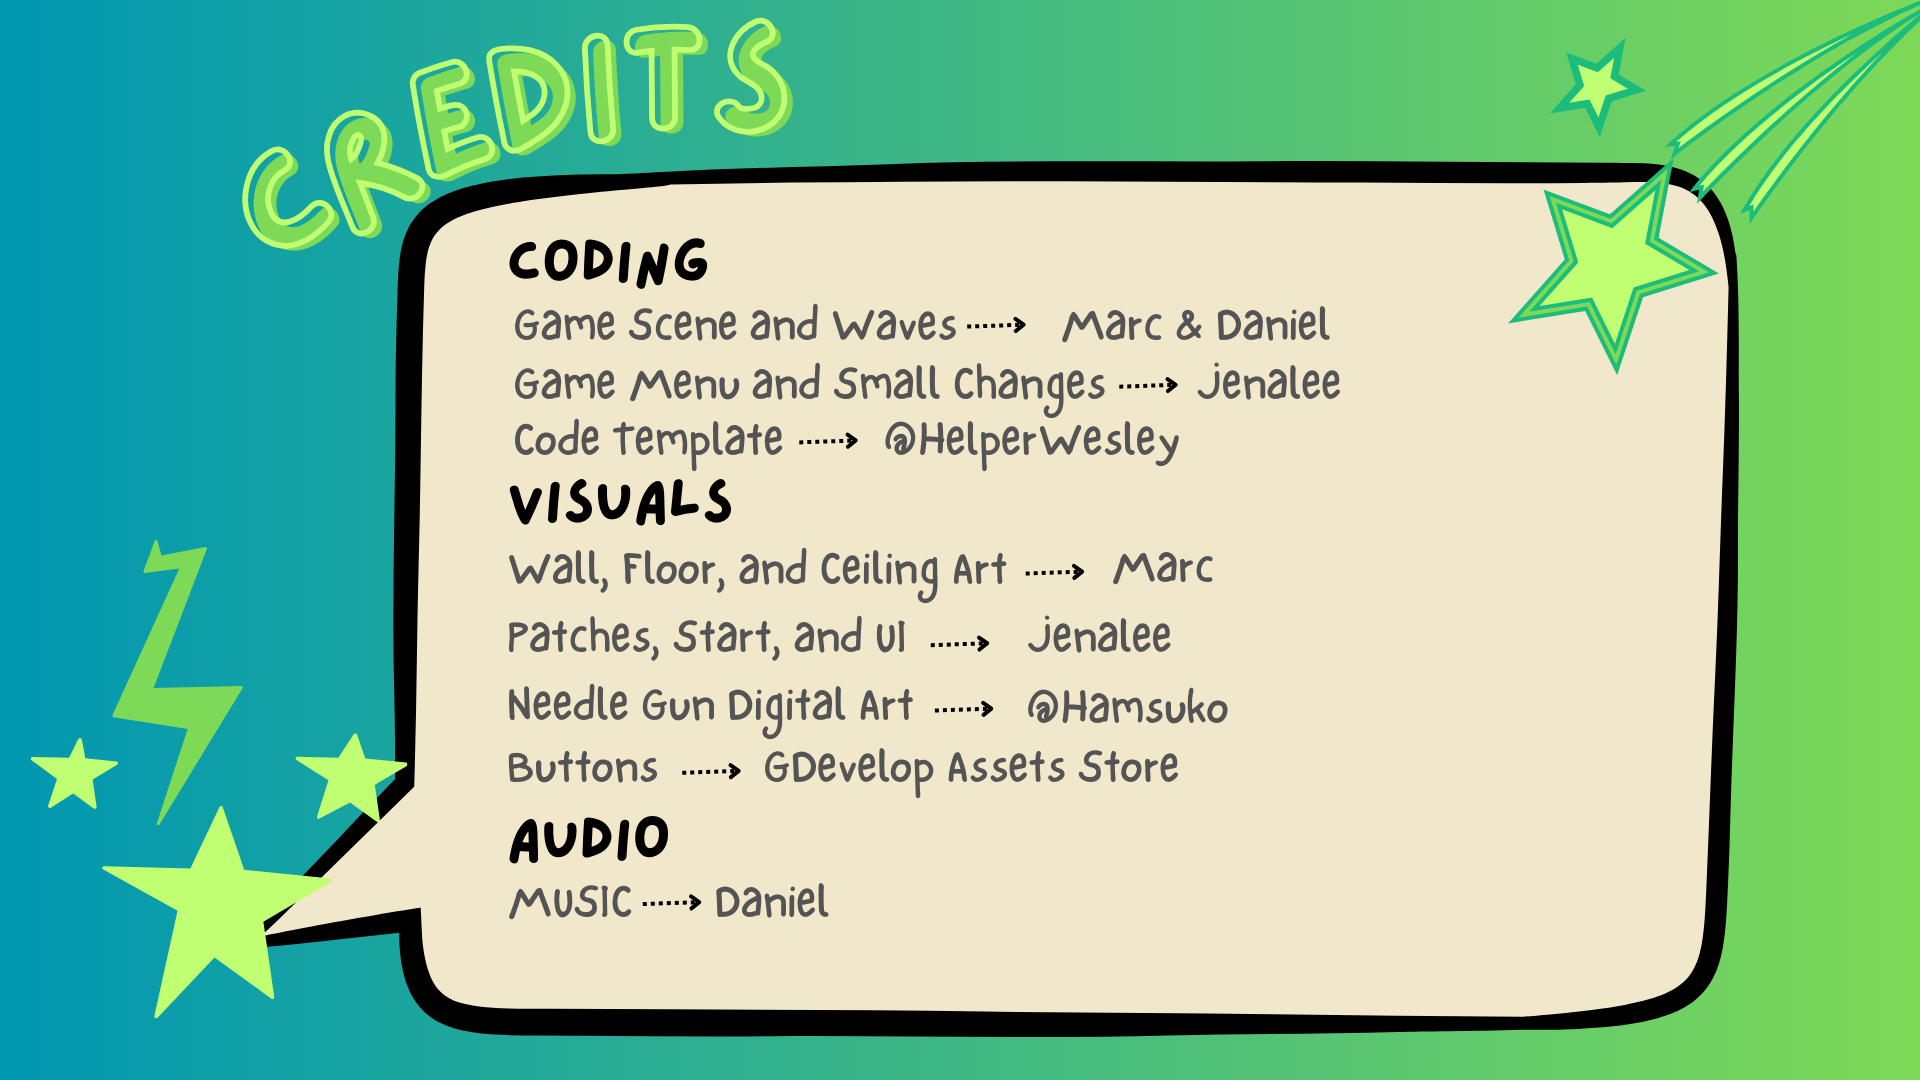 CREDITS
CODING
Game Scene and Waves Marc & Daniel
Game Menu and Small Changes Jenalee
Code Template @HelperWesley
VISUALS
Wall, Floor, and Ceiling Art Marc
Patches, Start, and UI Jenalee
Needle Gun Digital Art @Hamsuko
Buttons GDevelop Assets Store
AUDIO
MUSIC Daniel